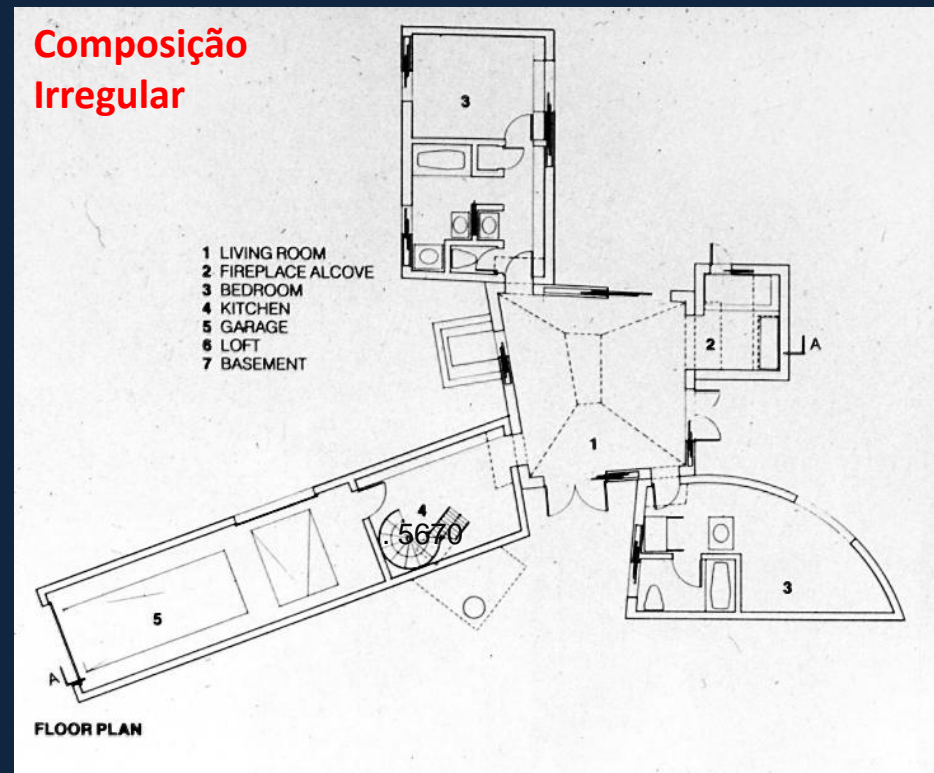 Composição
Irregular
3
1 LIVING ROOM
2 FIREPLACE ALCOVE
3 BEDROOM
4 KITCHEN
5 GARAGE
6 LOFT
7 BASEMENT
2
A
1
4
. 5670
3
5
A
FLOOR PLAN